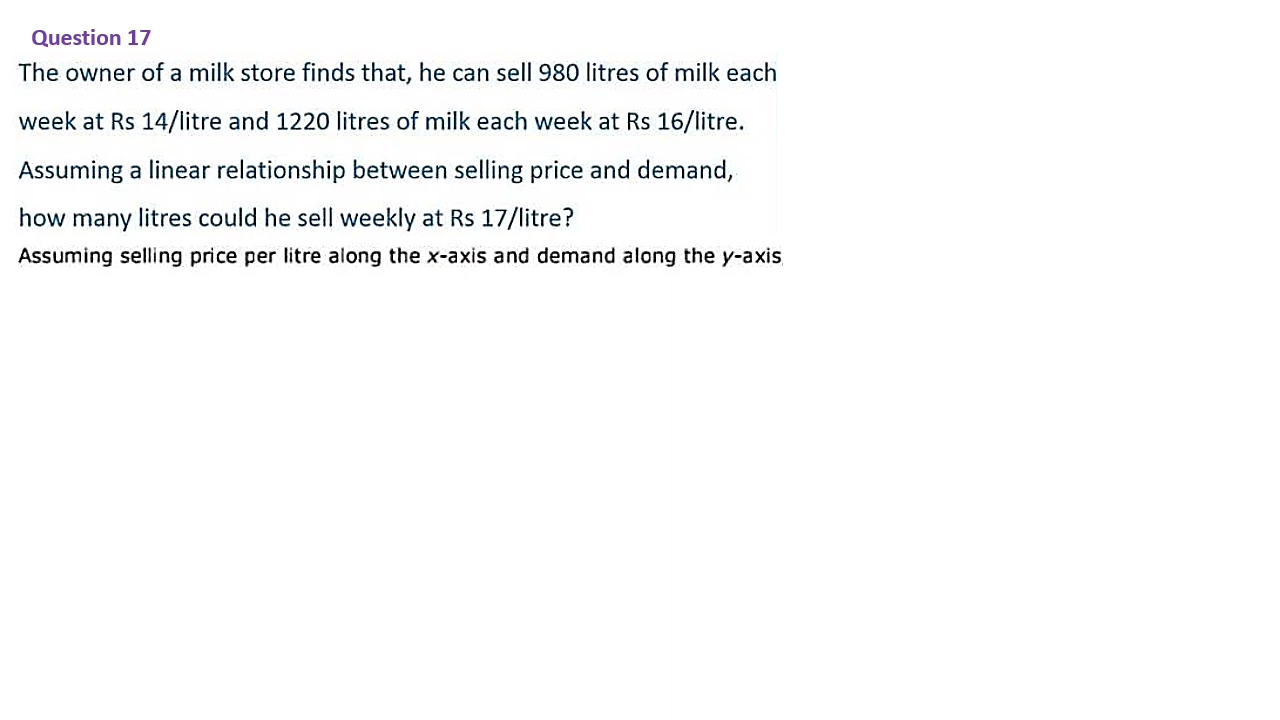 Question 17
The owner of a milk store finds that, he can sell 980 litres of milk each
week at Rs 14/litre and 1220 litres of milk each week at Rs 16/litre.
Assuming a linear relationship between selling price and demand,
how many litres could he sell weekly at Rs 17/litre?
Assuming selling price per litre along the x-axis and demand along the y-axis